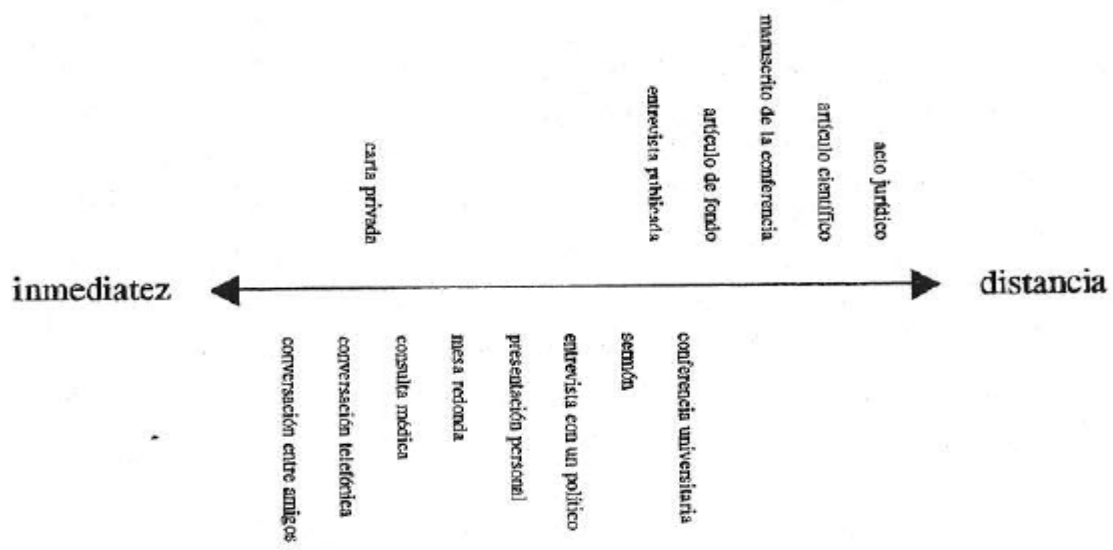 carta privada
entrevista publicada
artículo de fondo
manuscrito de la conferencia
artículo científico
acto jurídico
inmediatez
distancia
conversación entre amigos
conversación telefónica
consulta médica
mesa redonda
presentación personal
entrevista con un político
sermón
conferencia universitaria